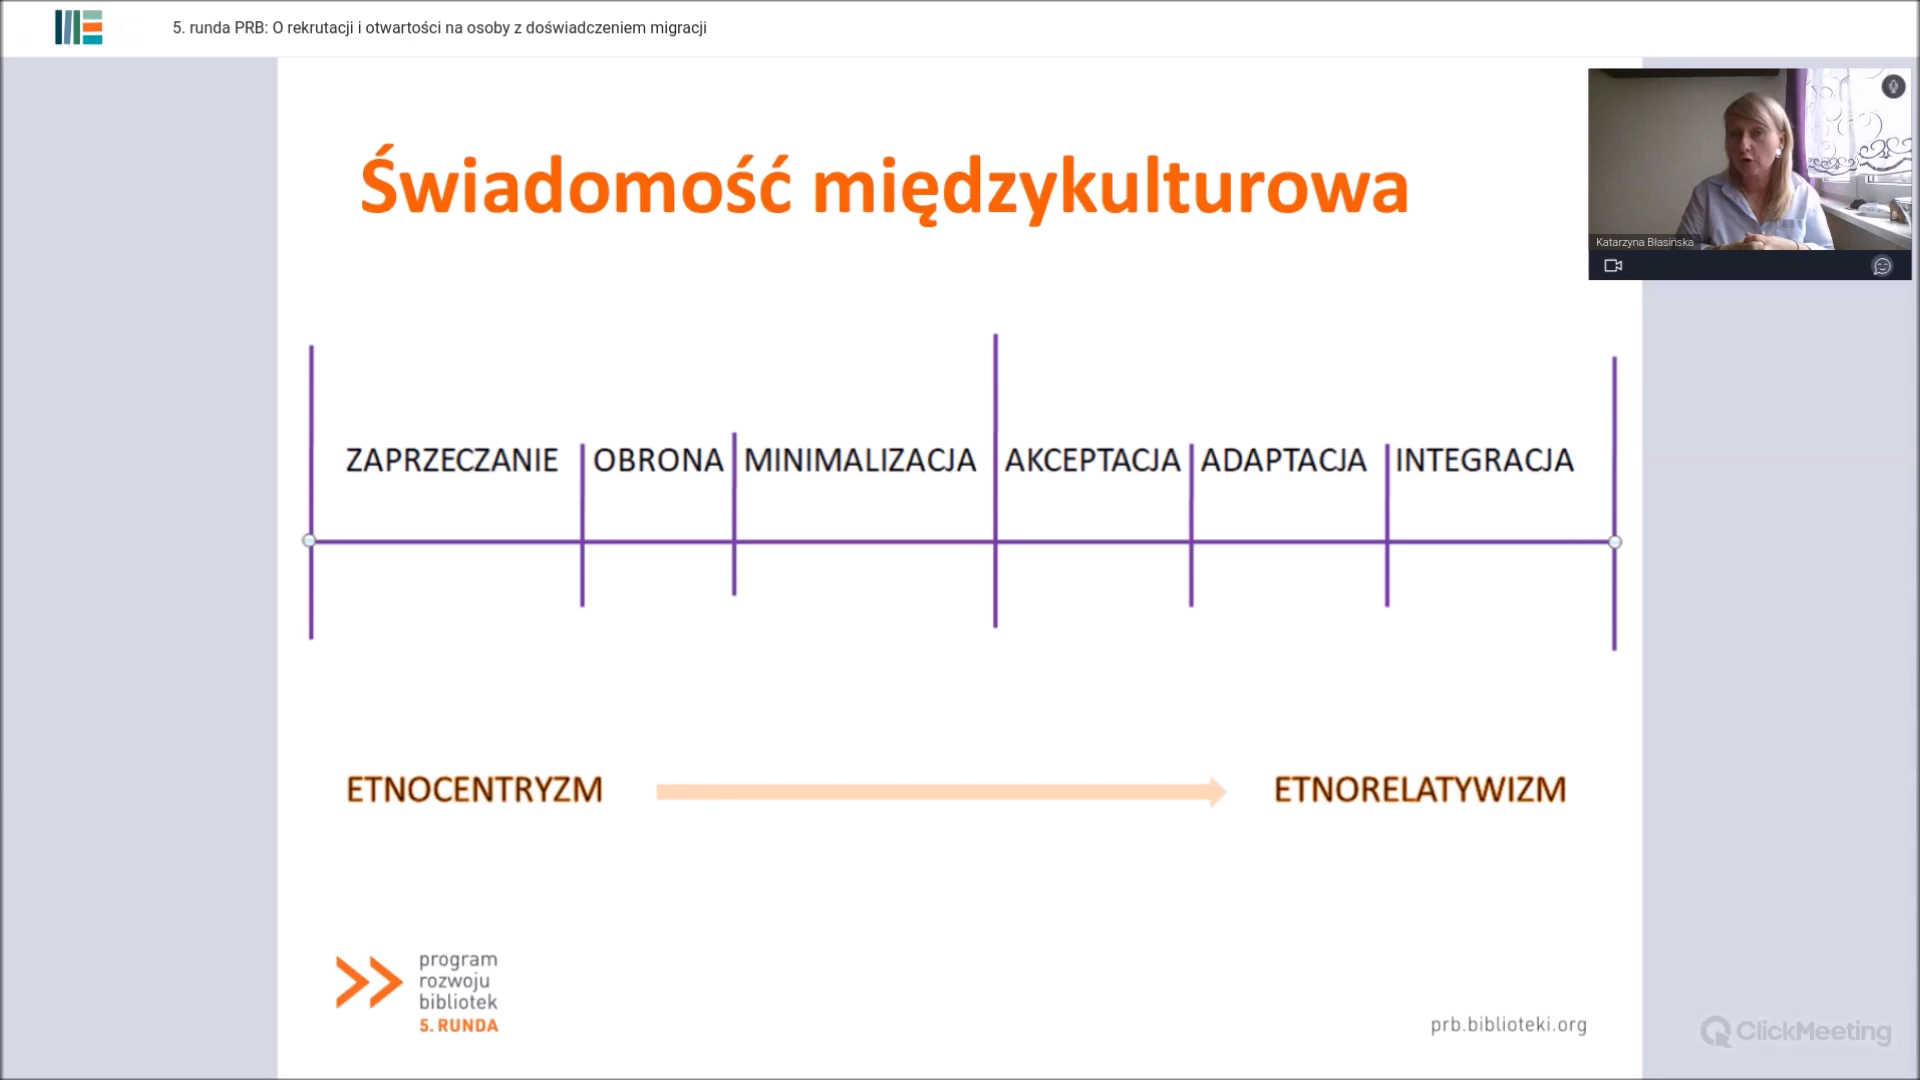 5. runda PRB: O rekrutacji i otwartości na osoby z doświadczeniem migracji
Świadomość międzykulturowa
Katarzyna Błasińska
ZAPRZECZANIE OBRONA MINIMALIZACJA AKCEPTACJA ADAPTACJA INTEGRACJA
ETNOCENTRYZM ETNORELATYWIZM
program
rozwoju
bibliotek
5. RUNDA
prb.biblioteki.org
ClickMeeting